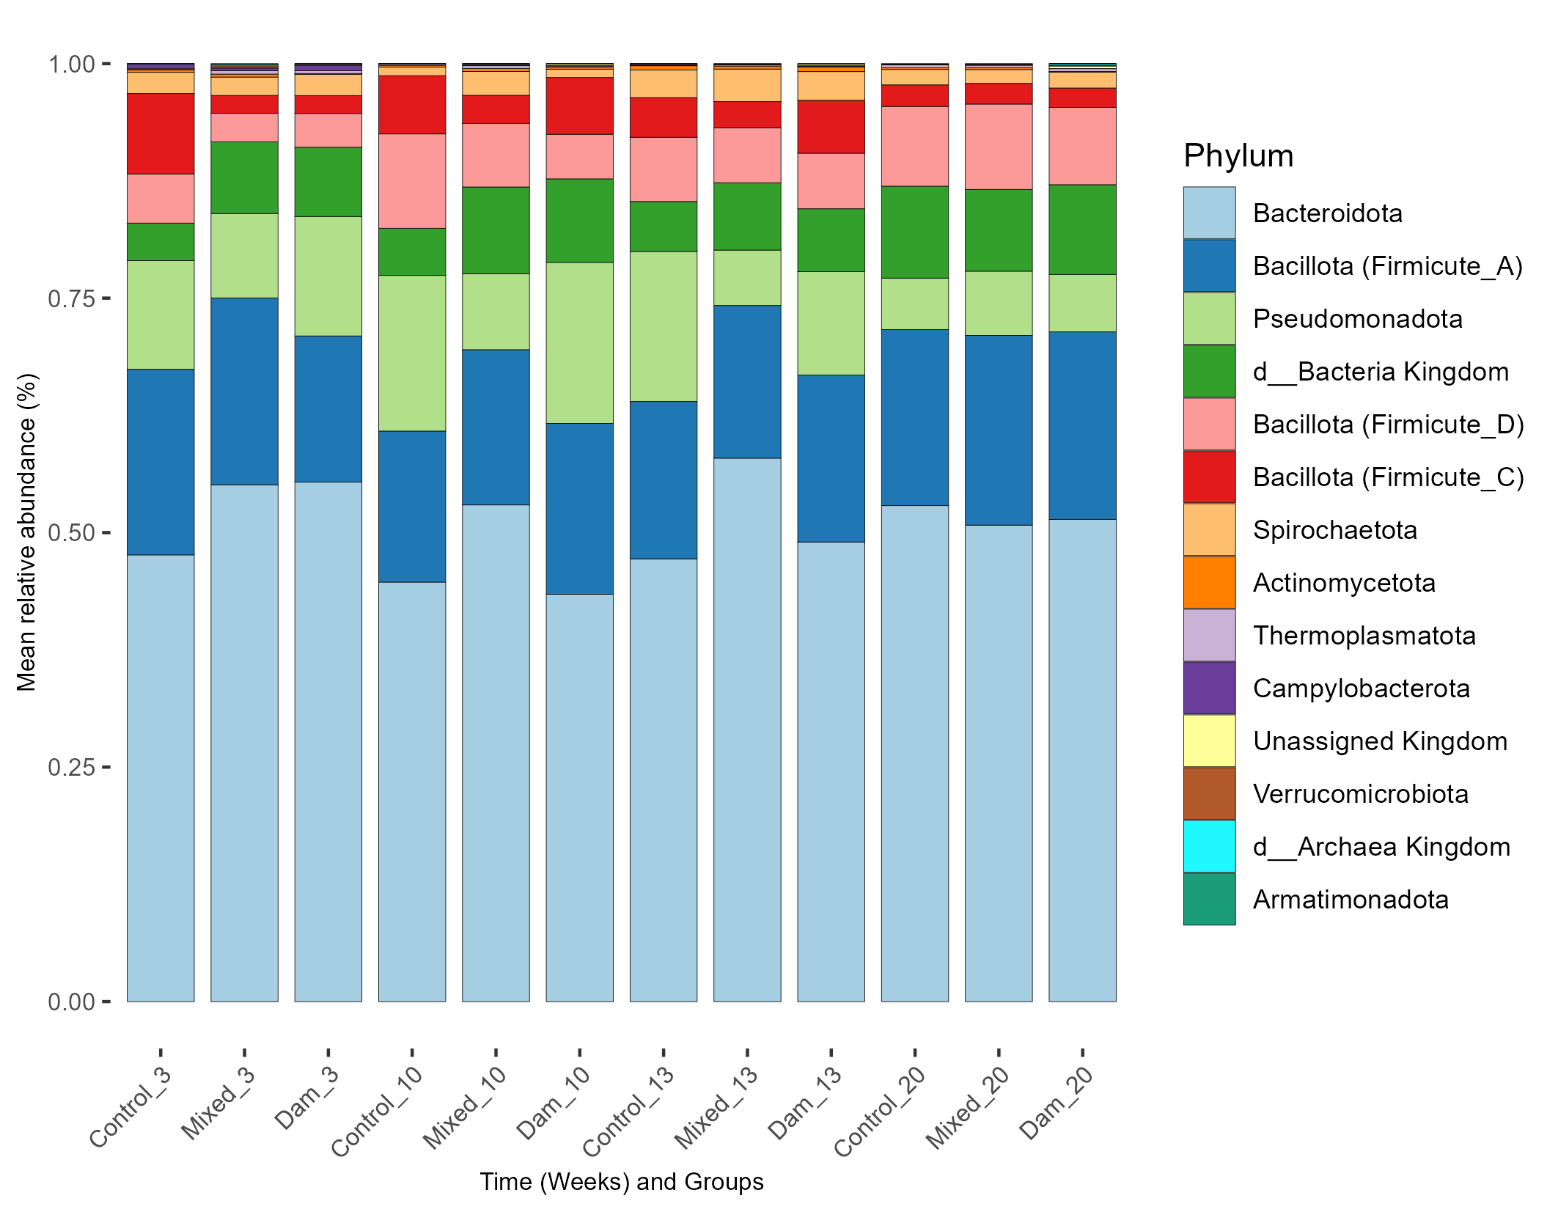 Mean relative abundance (%)
1.00
0.75
0.50
0.25
0.00
Control_3
Mixed_3
Dam_3
Control_10
Mixed_10
Dam_10
Control_13
Mixed_13
Dam_13
Control_20
Mixed_20
Dam_20
Time (Weeks) and Groups
Phylum
Bacteroidota
Bacillota (Firmicute_A)
Pseudomonadota
d__Bacteria Kingdom
Bacillota (Firmicute_D)
Bacillota (Firmicute_C)
Spirochaetota
Actinomycetota
Thermoplasmatota
Campylobacterota
Unassigned Kingdom
Verrucomicrobiota
d__Archaea Kingdom
Armatimonadota